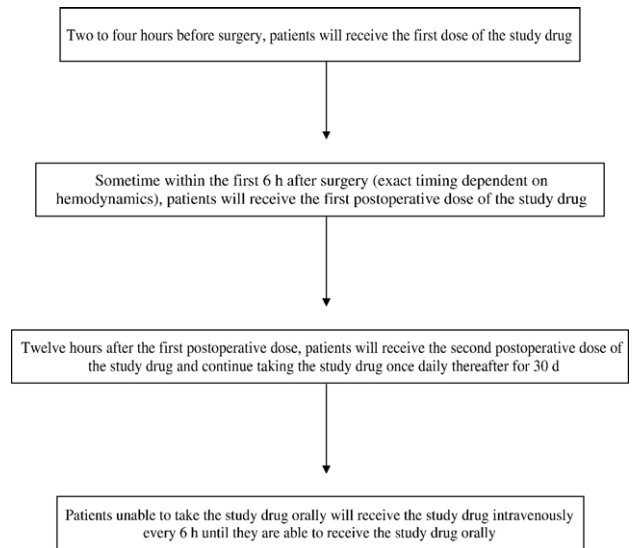 Two to four hours before surgery, patients will receive the first dose of the study drug
Sometime within the first 6 h after surgery (exact timing dependent on
hemodynamics), patients will receive the first postoperative dose of the study drug
Twelve hours after the first postoperative dose, patients will receive the second postoperative dose of
the study drug and continue taking the study drug once daily thereafter for 30 d
Patients unable to take the study drug orally will receive the study drug intravenously
every 6 h until they are able to receive the study drug orally